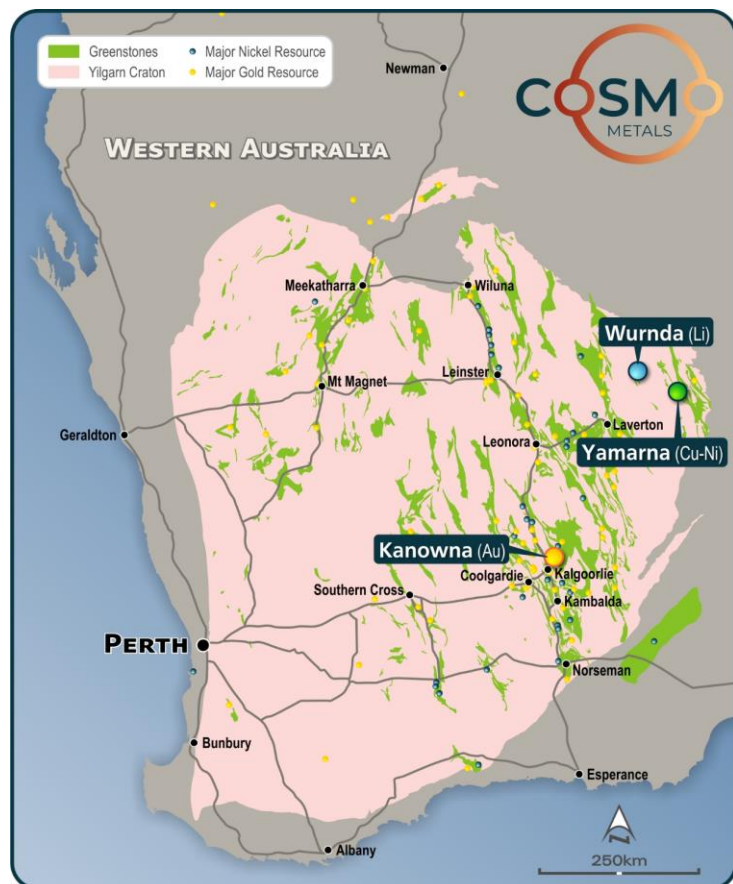 Greenstones
Yilgarn Craton
Major Nickel Resource
Major Gold Resource
COSMO
METALS
Newman
WESTERN AUSTRALIA
Meekatharra
Wiluna
Wurnda (Li)
Leinster
Mt Magnet
Laverton
Geraldton
Leonora
Yamarna (Cu-Ni)
Kanowna (Au)
Kalgoorlie
Coolgardie
Southern Cross
Kambalda
PERTH
Norseman
Bunbury
Esperance
N
250km
Albany